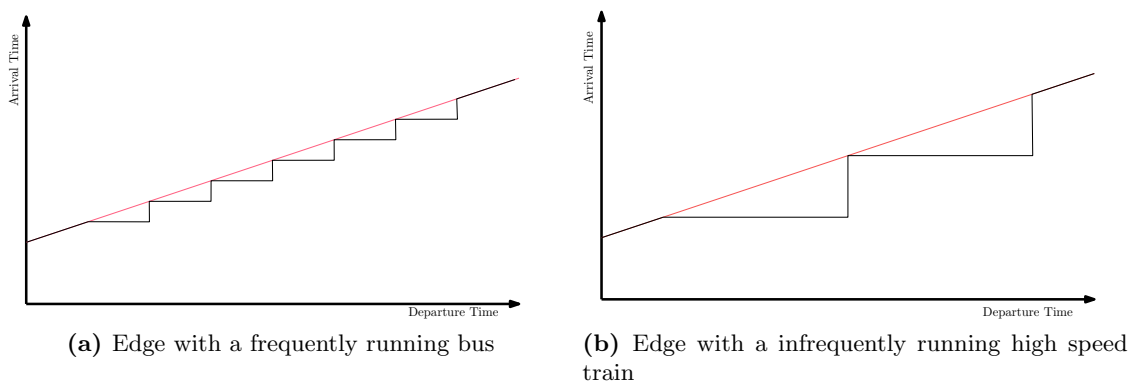 Arrival Time
Departure Time
(a) Edge with a frequently running bus
Arrival Time
Departure Time
(b) Edge with a infrequently running high speed
train